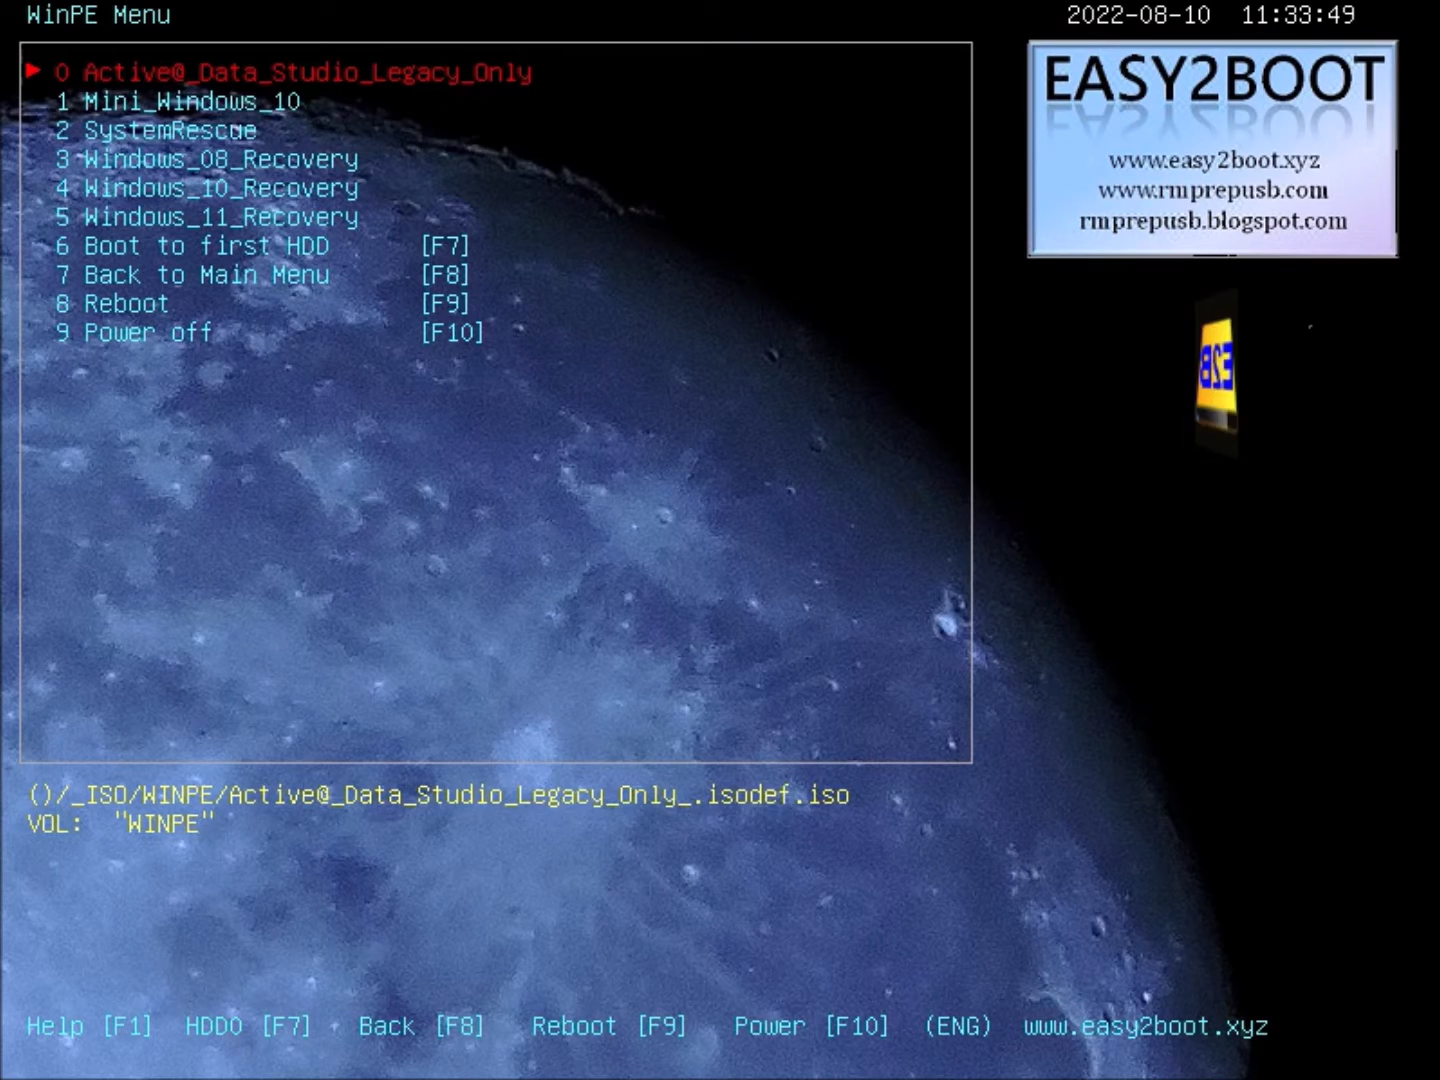 WinPE Menu
2022-08-10 11:33:49
0 Active@_Data_Studio_Legacy_Only
1 Mini_Windows_10
2 SystemRescue
3 Windows_08_Recovery
4 Windows_10_Recovery
5 Windows_11_Recovery
6 Boot to first HDD [F7]
7 Back to Main Menu [F8]
8 Reboot [F9]
9 Power off [F10]
EASY2BOOT
www.easy2boot.xyz
www.rmprepusb.com
rmprepusb.blogspot.com
E2B
()/_ISO/WINPE/Active@_Data_Studio_Legacy_Only_.isodef.iso
VOL: "WINPE"
Help [F1] HDD0 [F7] Back [F8] Reboot [F9] Power [F10] (ENG) www.easy2boot.xyz